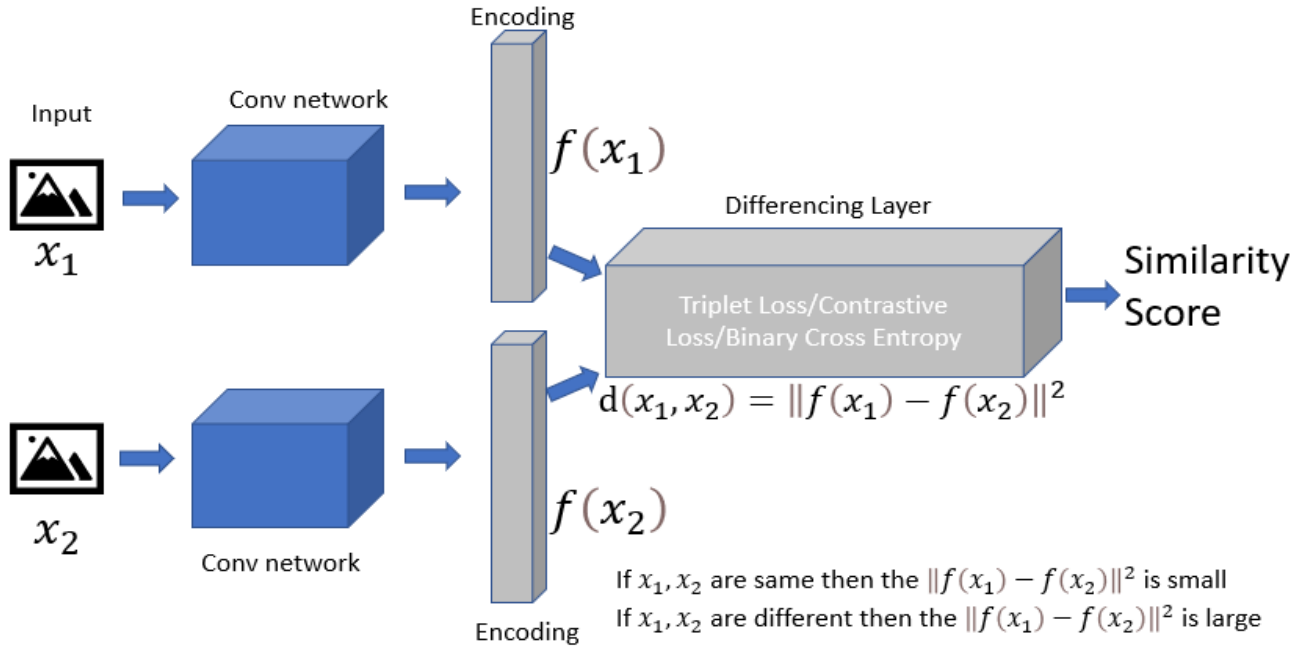 Encoding
Conv network
Input
x₁
f(x₁)
Differencing Layer
Triplet Loss/Contrastive
Loss/Binary Cross Entropy
Similarity
Score
d(x₁, x₂) = ‖f(x₁) − f(x₂)‖²
x₂
f(x₂)
Conv network
If x₁, x₂ are same then the ‖f(x₁) − f(x₂)‖² is small
If x₁, x₂ are different then the ‖f(x₁) − f(x₂)‖² is large
Encoding